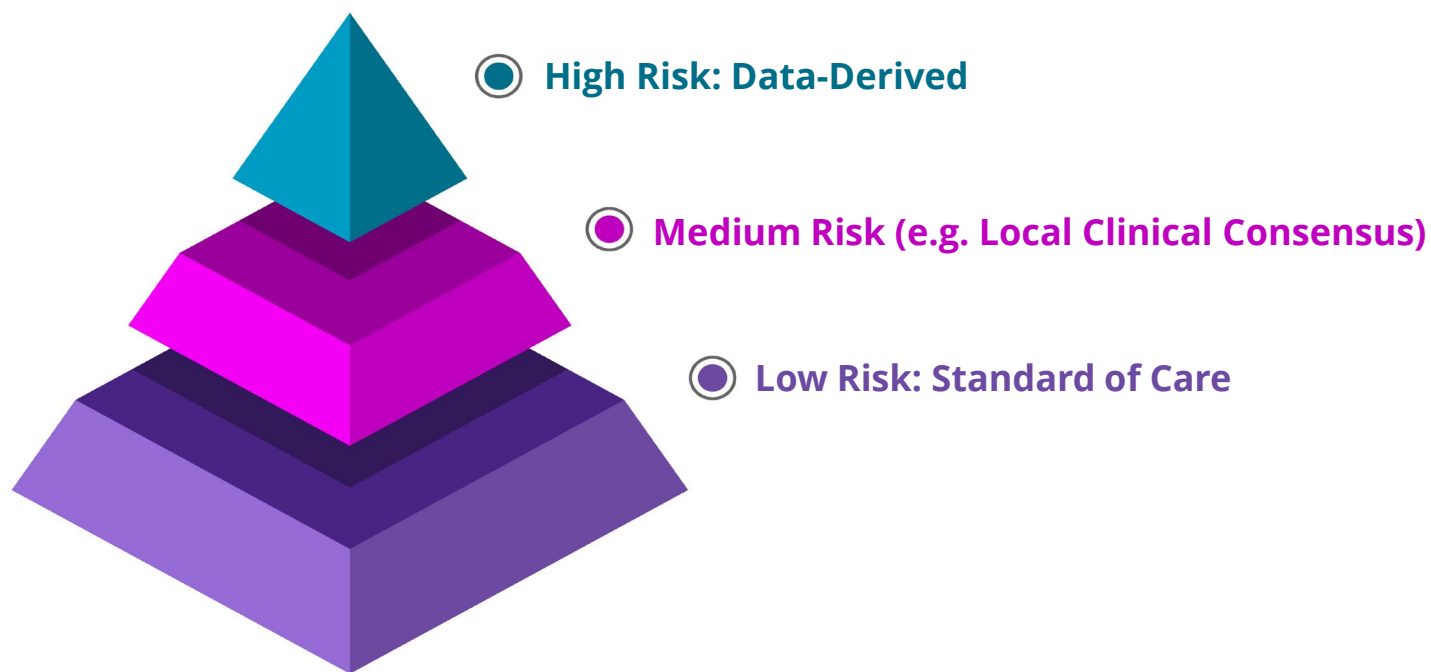 High Risk: Data-Derived
Medium Risk (e.g. Local Clinical Consensus)
Low Risk: Standard of Care